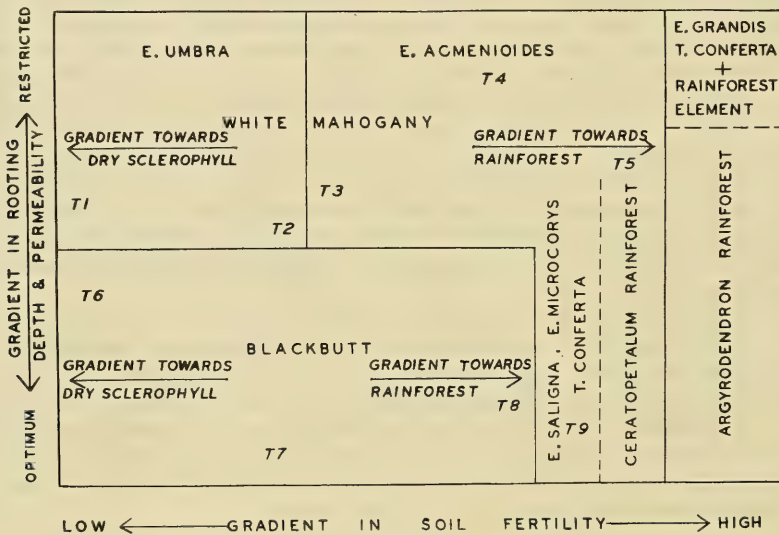 E. UMBRA
E. ACMENIOIDES
E. GRANDIS
T. CONFERTA
+
RAINFOREST
ELEMENT
T4
WHITE MAHOGANY
GRADIENT TOWARDS
DRY SCLEROPHYLL
GRADIENT TOWARDS
RAINFOREST
T5
T1
T2
T3
T6
BLACKBUTT
GRADIENT TOWARDS
DRY SCLEROPHYLL
GRADIENT TOWARDS
RAINFOREST
T8
T7
E. SALIGNA, E. MICROCORYS
T. CONFERTA
T9
CERATOPETALUM RAINFOREST
ARGYRODENDRON RAINFOREST
RESTRICTED
OPTIMUM
GRADIENT IN ROOTING
DEPTH & PERMEABILITY
LOW GRADIENT IN SOIL FERTILITY HIGH